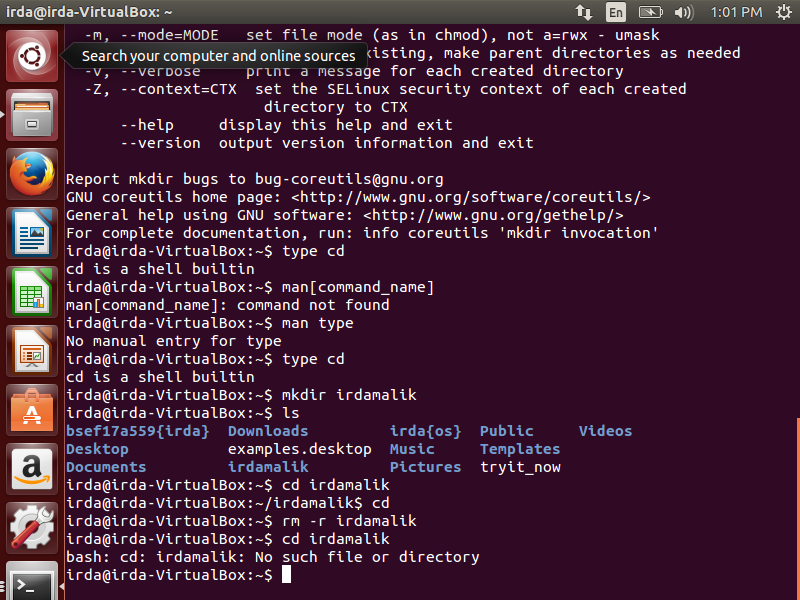 irda@irda-VirtualBox: ~
En
1:01 PM
Search your computer and online sources
-m, --mode=MODE   set file mode (as in chmod), not a=rwx - umask
existing, make parent directories as needed
-v, --verbose     print a message for each created directory
-Z, --context=CTX  set the SELinux security context of each created
directory to CTX
--help     display this help and exit
--version  output version information and exit
Report mkdir bugs to bug-coreutils@gnu.org
GNU coreutils home page: <http://www.gnu.org/software/coreutils/>
General help using GNU software: <http://www.gnu.org/gethelp/>
For complete documentation, run: info coreutils 'mkdir invocation'
irda@irda-VirtualBox:~$ type cd
cd is a shell builtin
irda@irda-VirtualBox:~$ man[command_name]
man[command_name]: command not found
irda@irda-VirtualBox:~$ man type
No manual entry for type
irda@irda-VirtualBox:~$ type cd
cd is a shell builtin
irda@irda-VirtualBox:~$ mkdir irdamalik
irda@irda-VirtualBox:~$ ls
bsef17a559{irda}  Downloads         irda{os}  Public     Videos
Desktop           examples.desktop  Music     Templates
Documents         irdamalik         Pictures  tryit_now
irda@irda-VirtualBox:~$ cd irdamalik
irda@irda-VirtualBox:~/irdamalik$ cd
irda@irda-VirtualBox:~$ rm -r irdamalik
irda@irda-VirtualBox:~$ cd irdamalik
bash: cd: irdamalik: No such file or directory
irda@irda-VirtualBox:~$